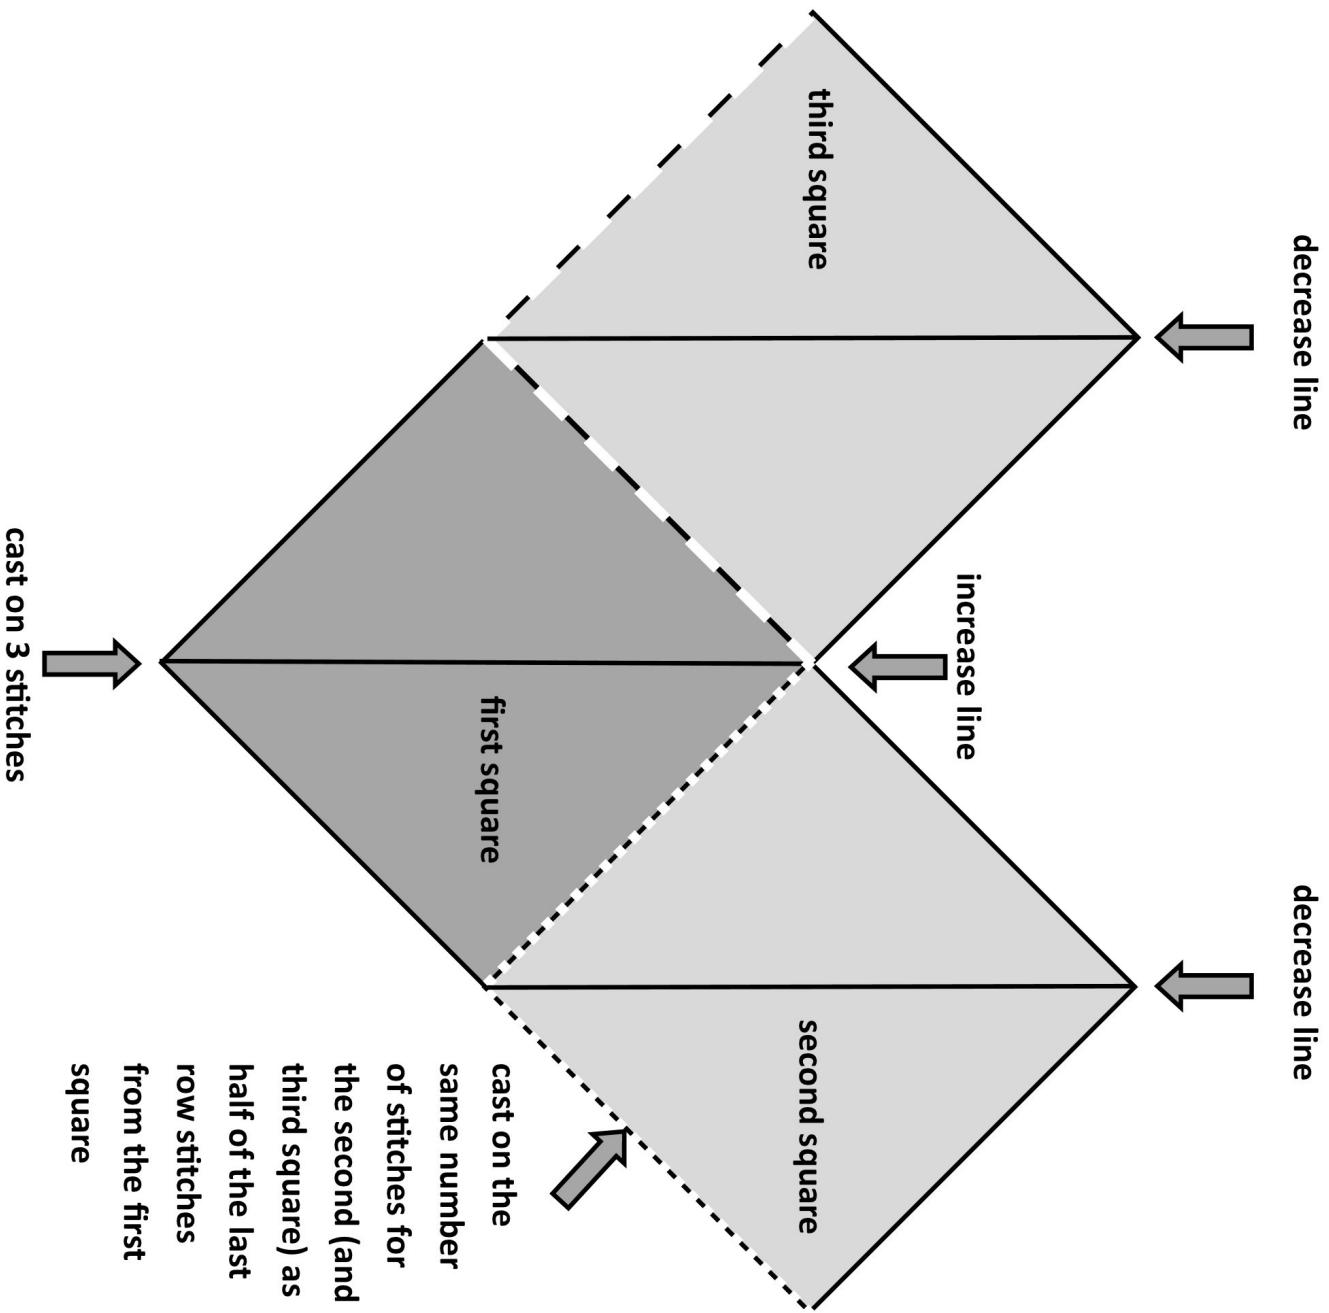 decrease line
decrease line
increase line
third square
second square
first square
cast on the
same number
of stitches for
the second (and
third square) as
half of the last
row stitches
from the first
square
cast on 3 stitches